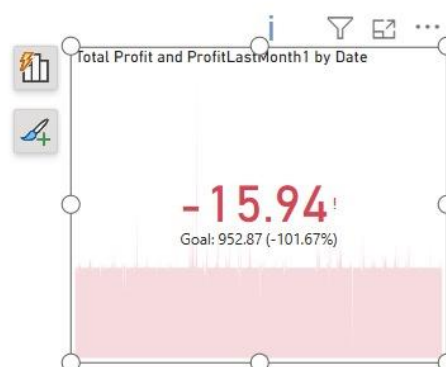 Total Profit and ProfitLastMonth1 by Date
-15.94!
Goal: 952.87 (-101.67%)